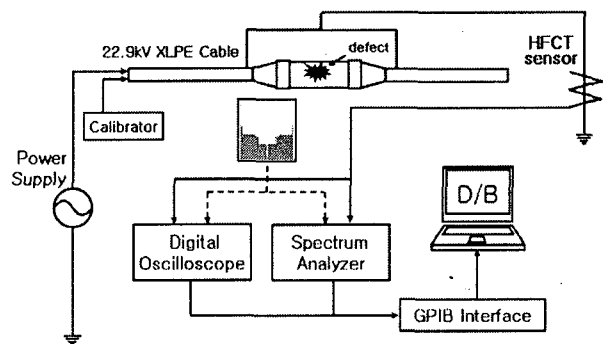 22.9kV XLPE Cable
defect
HFCT
sensor
Calibrator
Power
Supply
D/B
Digital
Oscilloscope
Spectrum
Analyzer
GPIB Interface